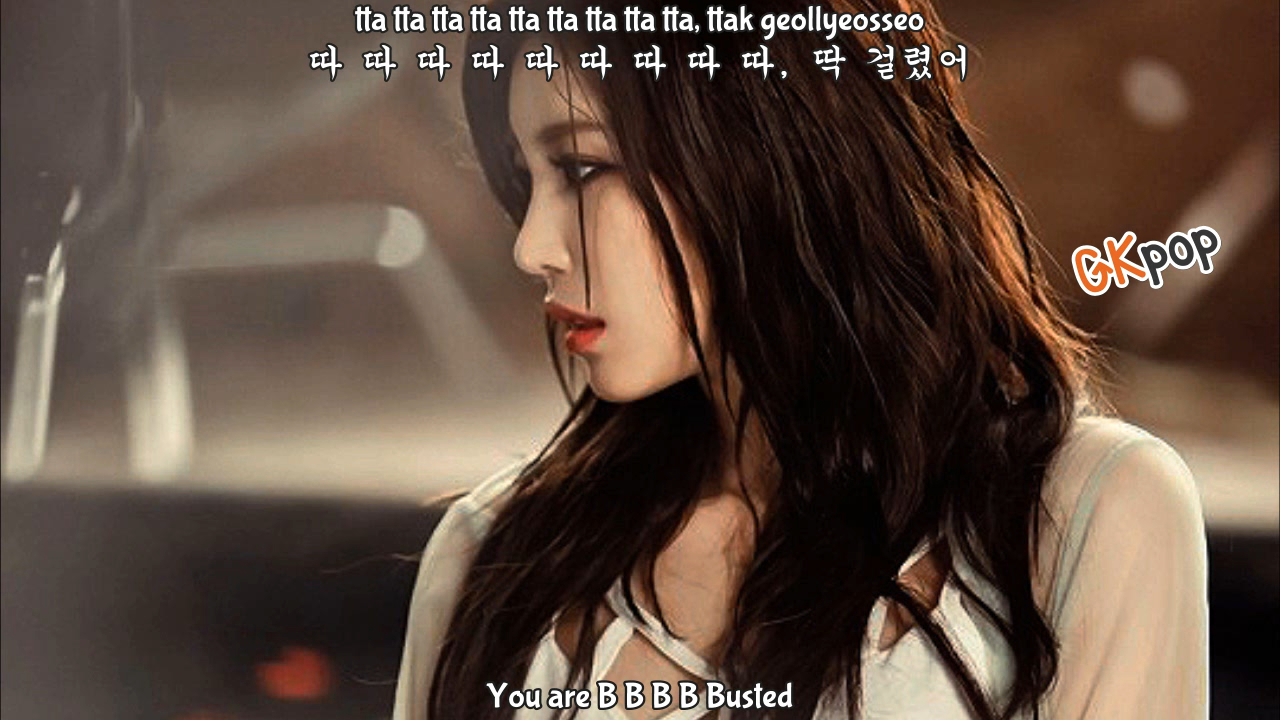 tta tta tta tta tta tta tta tta tta, ttak geollyeosseo
따 따 따 따 따 따 따 따 따, 딱 걸렸어
GKpop
You are B B B B Busted